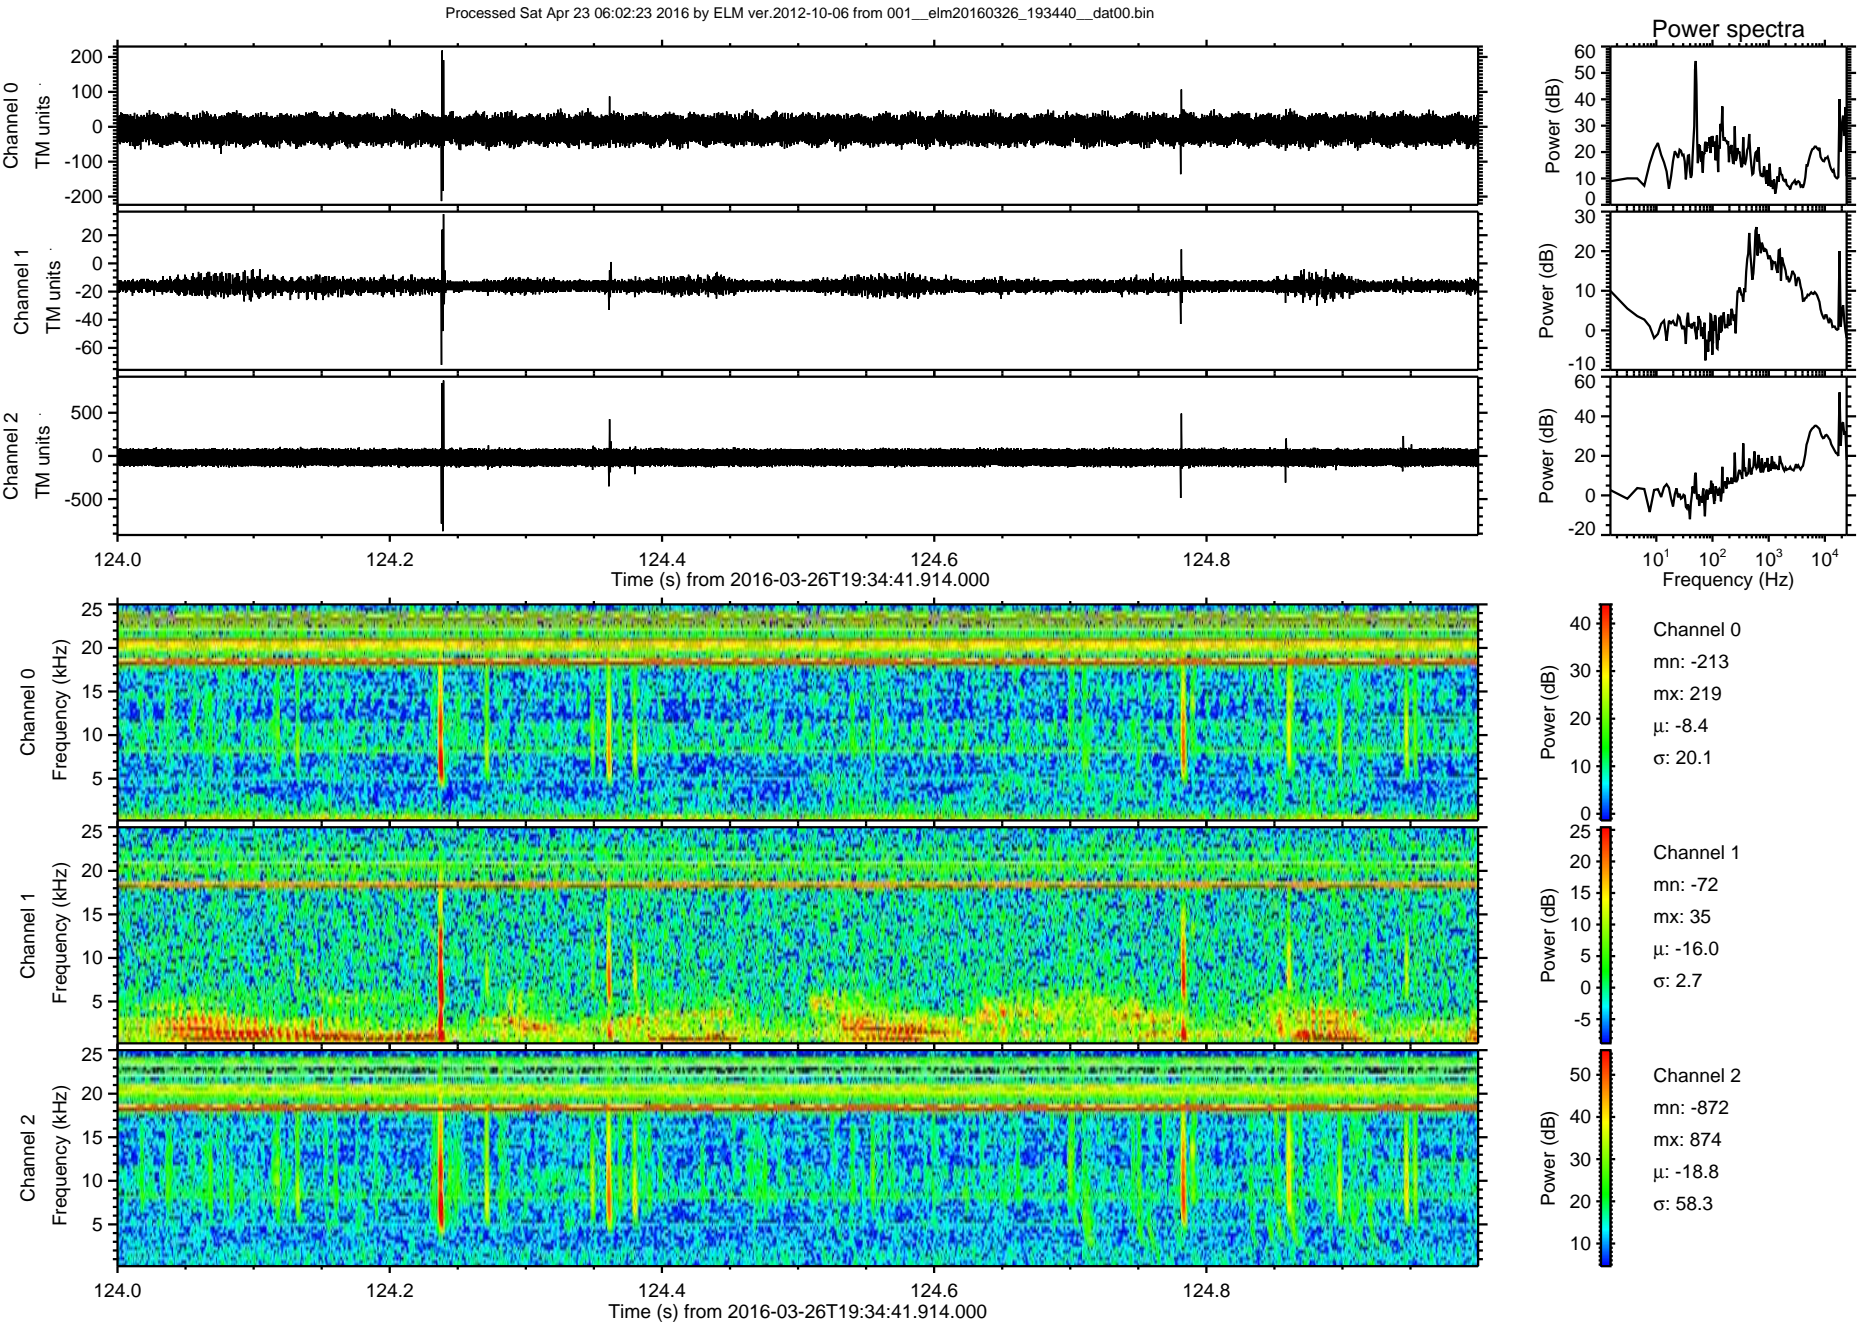 Processed Sat Apr 23 06:02:23 2016 by ELM ver.2012-10-06 from 001__elm20160326_193440__dat00.bin
Power spectra
Channel 0
TM units
200
100
0
-100
-200
Power (dB)
60
50
40
30
20
10
0
Channel 1
TM units
20
0
-20
-40
-60
Power (dB)
30
20
10
0
-10
Channel 2
TM units
500
0
-500
Power (dB)
60
40
20
0
-20
124.0 124.2 124.4 124.6 124.8
Time (s) from 2016-03-26T19:34:41.914.000
10¹ 10² 10³ 10⁴
Frequency (Hz)
Channel 0
Frequency (kHz)
25
20
15
10
5
Power (dB)
40
30
20
10
0
Channel 0
mn: -213
mx: 219
μ: -8.4
σ: 20.1
Channel 1
Frequency (kHz)
25
20
15
10
5
Power (dB)
25
20
15
10
5
0
-5
Channel 1
mn: -72
mx: 35
μ: -16.0
σ: 2.7
Channel 2
Frequency (kHz)
25
20
15
10
5
Power (dB)
50
40
30
20
10
Channel 2
mn: -872
mx: 874
μ: -18.8
σ: 58.3
124.0 124.2 124.4 124.6 124.8
Time (s) from 2016-03-26T19:34:41.914.000